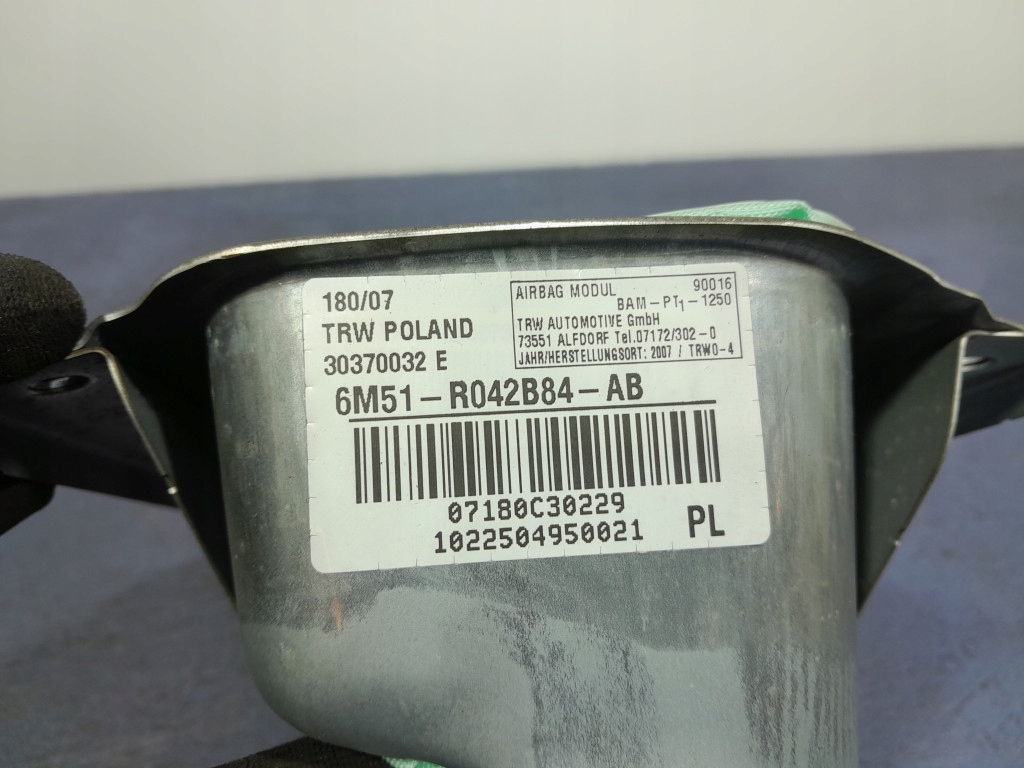 180/07
TRW POLAND
30370032 E
AIRBAG MODUL 90016
BAM-PT1-1250
TRW AUTOMOTIVE GmbH
73551 ALFDORF Tel.07172/302-0
JAHR/HERSTELLUNGSORT: 2007 / TRWO-4
6M51-R042B84-AB
07180C30229
1022504950021 PL